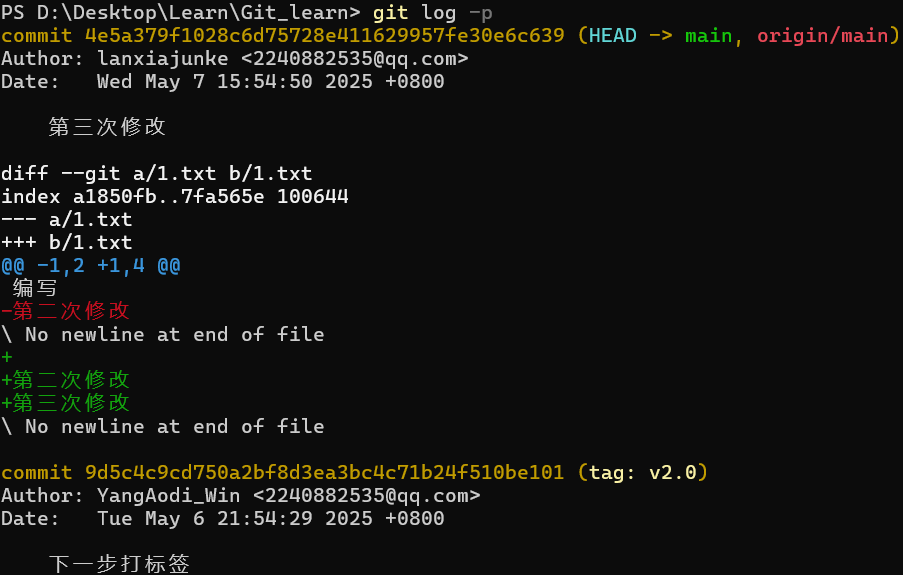 PS D:\Desktop\Learn\Git_learn> git log -p
commit 4e5a379f1028c6d75728e411629957fe30e6c639 (HEAD -> main, origin/main)
Author: lanxiajunke <2240882535@qq.com>
Date:   Wed May 7 15:54:50 2025 +0800
    第三次修改
diff --git a/1.txt b/1.txt
index a1850fb..7fa565e 100644
--- a/1.txt
+++ b/1.txt
@@ -1,2 +1,4 @@
 编写
-第二次修改
\ No newline at end of file
+
+第二次修改
+第三次修改
\ No newline at end of file
commit 9d5c4c9cd750a2bf8d3ea3bc4c71b24f510be101 (tag: v2.0)
Author: YangAodi_Win <2240882535@qq.com>
Date:   Tue May 6 21:54:29 2025 +0800
    下一步打标签